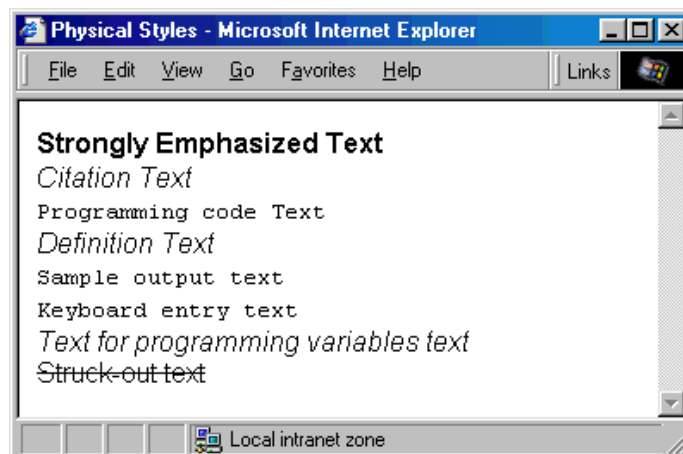 Physical Styles - Microsoft Internet Explorer
File Edit View Go Favorites Help Links
Strongly Emphasized Text
Citation Text
Programming code Text
Definition Text
Sample output text
Keyboard entry text
Text for programming variables text
Struck-out text
Local intranet zone